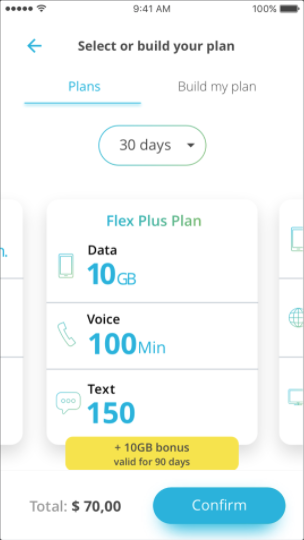 9:41 AM
100%
Select or build your plan
Plans
Build my plan
30 days
Flex Plus Plan
Data
10GB
Voice
100Min
Text
150
+ 10GB bonus
valid for 90 days
Total: $ 70,00
Confirm